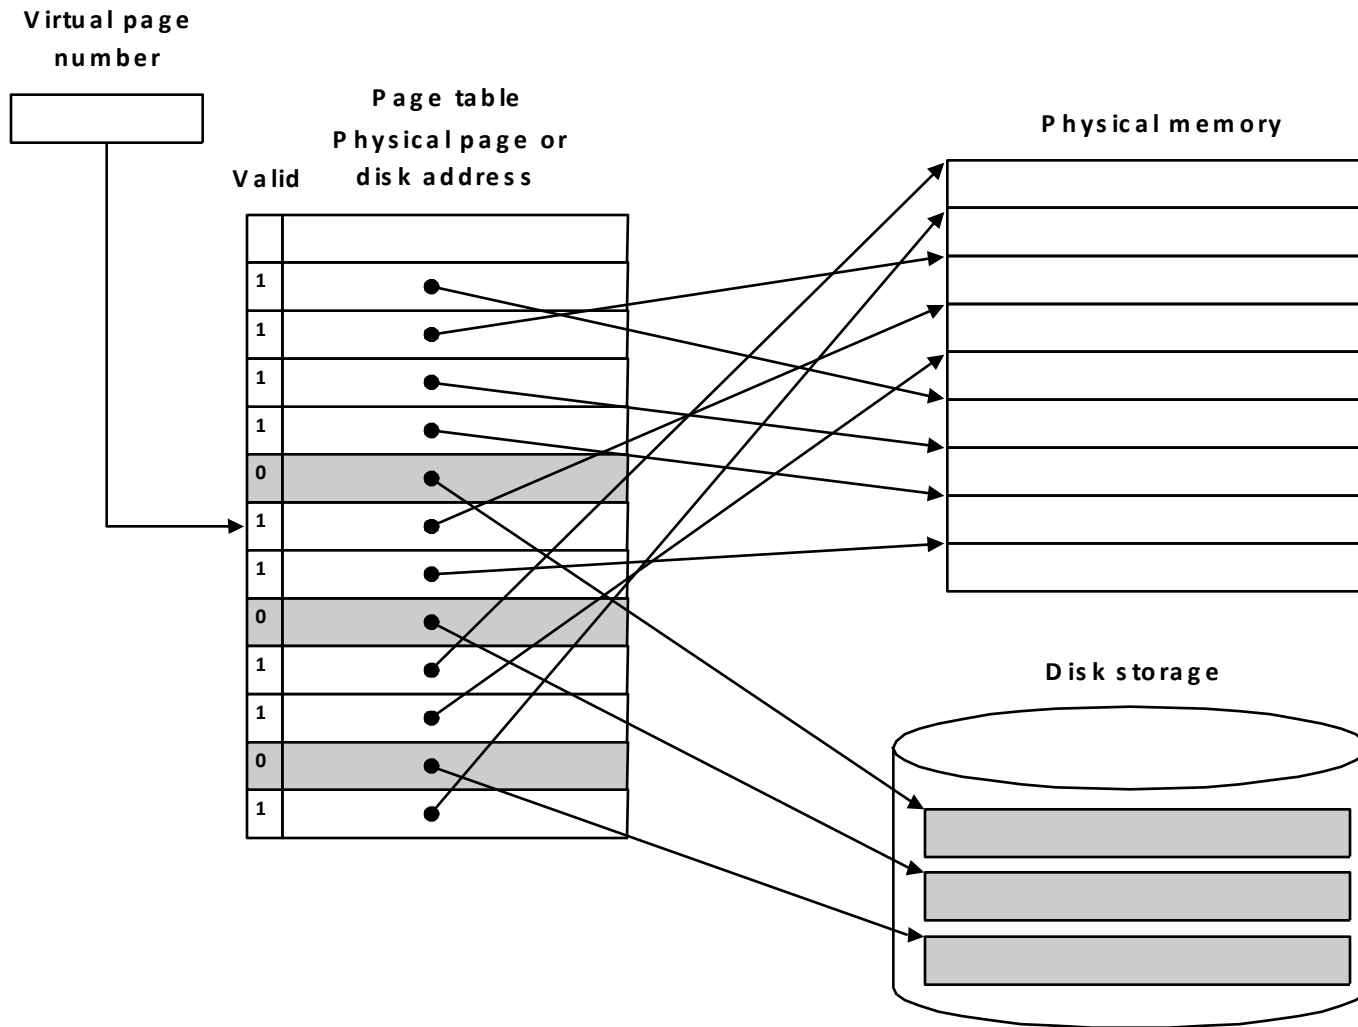 Virtual page
number
Page table
Physical page or
disk address
Valid
Physical memory
1
1
1
1
0
1
1
0
1
1
0
1
Disk storage